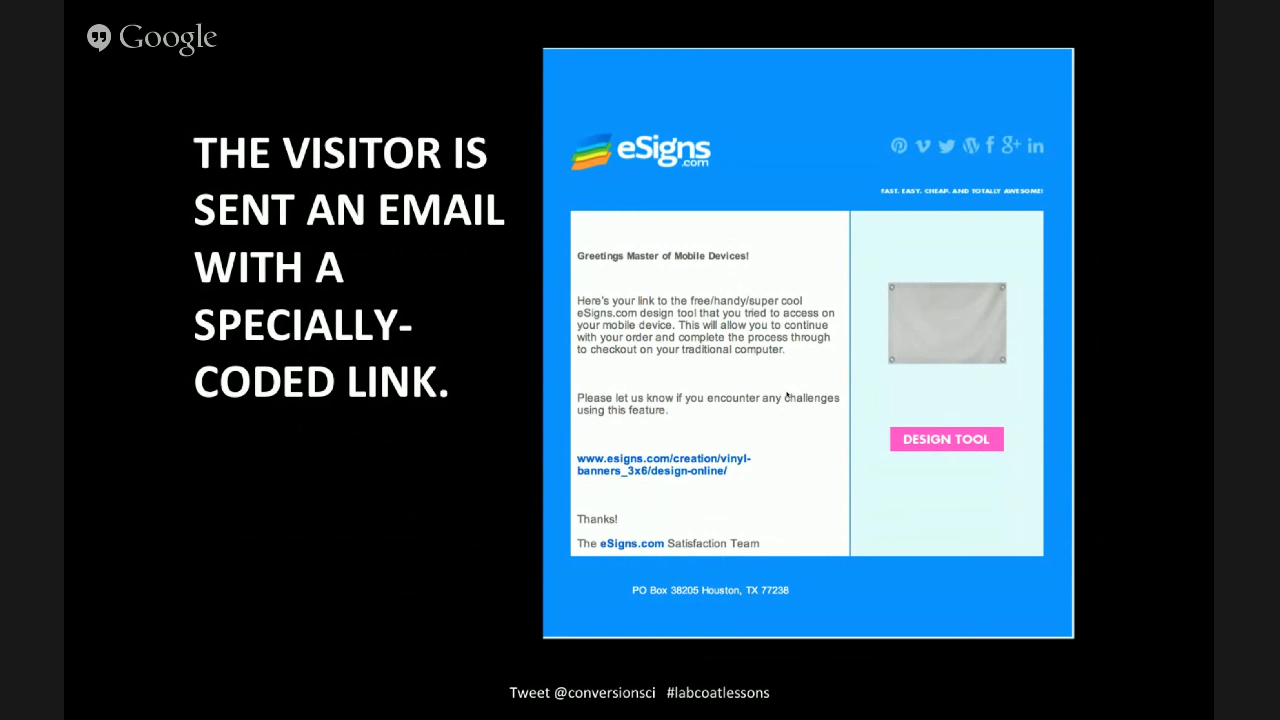 Google
THE VISITOR IS
SENT AN EMAIL
WITH A
SPECIALLY-
CODED LINK.
eSigns
.com
FAST. EASY. CHEAP. AND TOTALLY AWESOME!
Greetings Master of Mobile Devices!
Here's your link to the free/handy/super cool
eSigns.com design tool that you tried to access on
your mobile device. This will allow you to continue
with your order and complete the process through
to checkout on your traditional computer.
Please let us know if you encounter any challenges
using this feature.
www.esigns.com/creation/vinyl-
banners_3x6/design-online/
Thanks!
The eSigns.com Satisfaction Team
DESIGN TOOL
PO Box 38205 Houston, TX 77238
Tweet @conversionsci #labcoatlessons